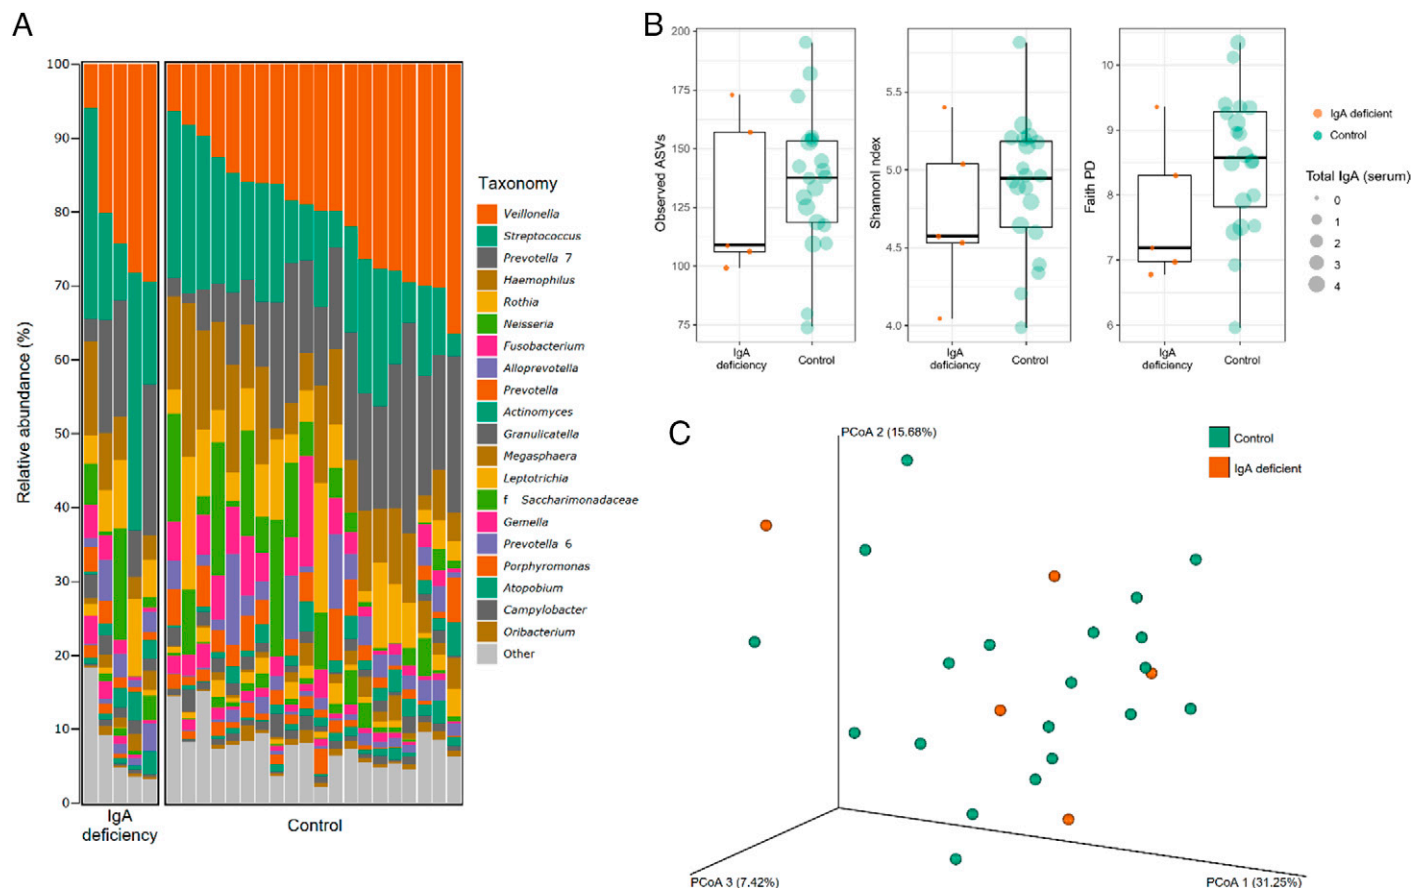 A
Relative abundance (%)
100
90
80
70
60
50
40
30
20
10
0
IgA
deficiency
Control
Taxonomy
Veillonella
Streptococcus
Prevotella 7
Haemophilus
Rothia
Neisseria
Fusobacterium
Alloprevotella
Prevotella
Actinomyces
Granulicatella
Megasphaera
Leptotrichia
f Saccharimonadaceae
Gemella
Prevotella 6
Porphyromonas
Atopobium
Campylobacter
Oribacterium
Other
B
Observed ASVs
200
175
150
125
100
75
IgA
deficiency
Control
ShannonI ndex
5.5
5.0
4.5
4.0
IgA
deficiency
Control
Faith PD
10
9
8
7
6
IgA
deficiency
Control
IgA deficient
Control
Total IgA (serum)
0
1
2
3
4
C
PCoA 2 (15.68%)
Control
IgA deficient
PCoA 3 (7.42%)
PCoA 1 (31.25%)